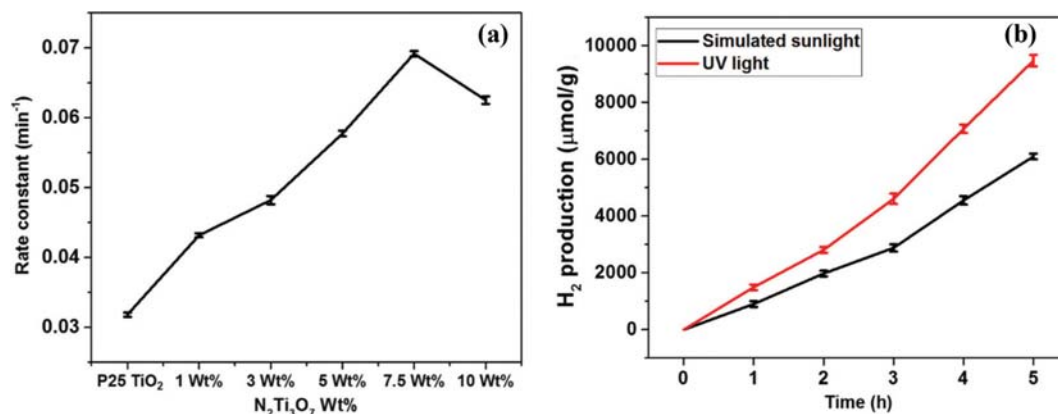 (a)
Rate constant (min⁻¹)
0.07
0.06
0.05
0.04
0.03
P25 TiO₂ 1 Wt% 3 Wt% 5 Wt% 7.5 Wt% 10 Wt%
N₂Ti₃O₇ Wt%
(b)
Simulated sunlight
UV light
H₂ production (μmol/g)
10000
8000
6000
4000
2000
0
0 1 2 3 4 5
Time (h)